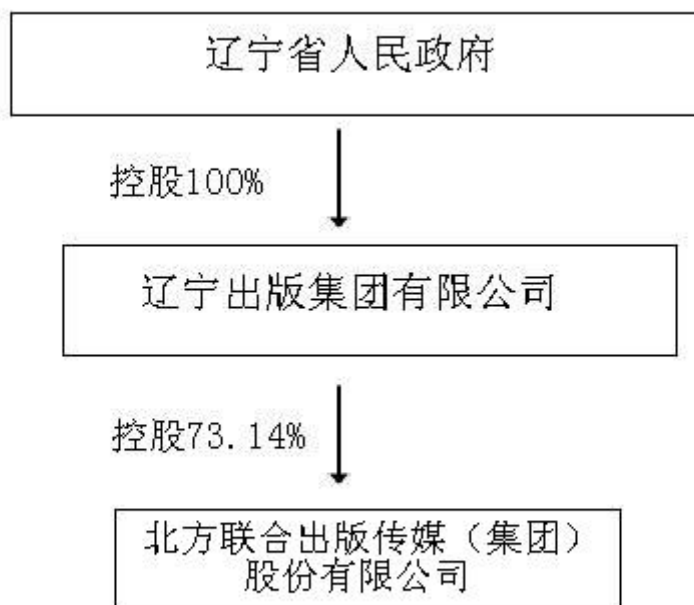 辽宁省人民政府
控股100%
辽宁出版集团有限公司
控股73.14%
北方联合出版传媒（集团）
股份有限公司